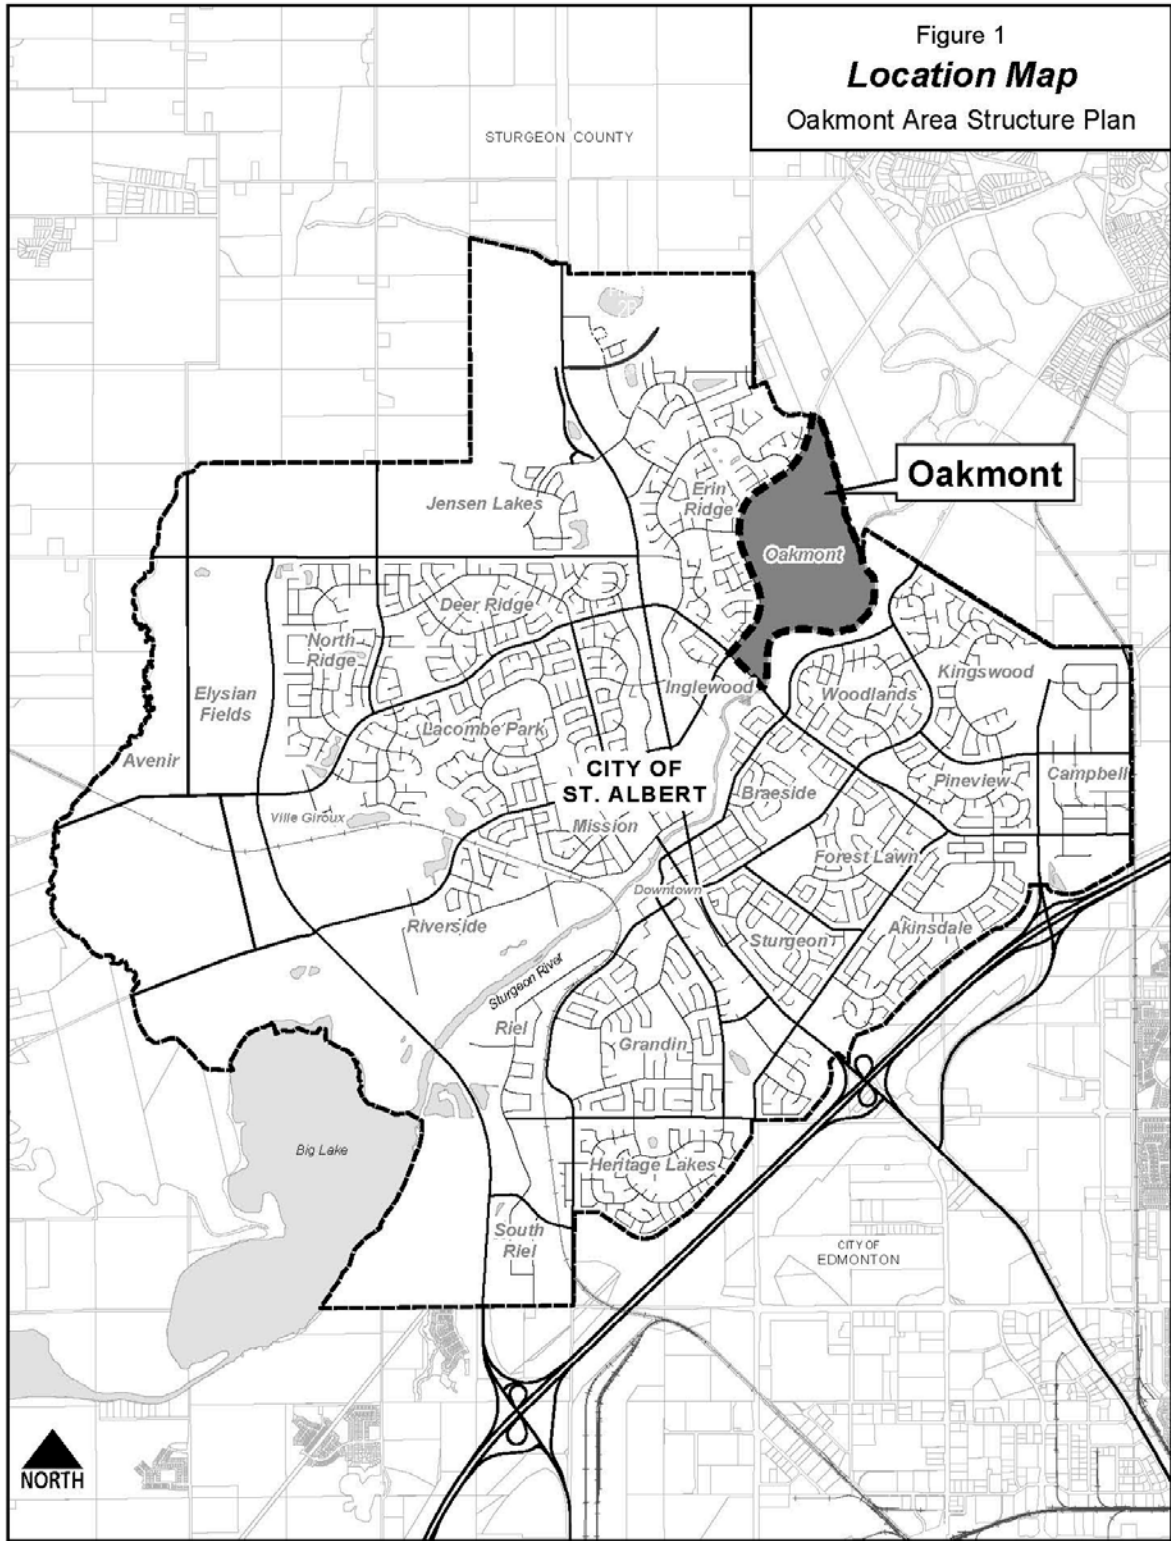 Figure 1
Location Map
Oakmont Area Structure Plan
STURGEON COUNTY
Oakmont
Jensen Lakes
Erin
Ridge
Oakmont
Deer Ridge
North
Ridge
Kingswood
Inglewood
Woodlands
Elysian
Fields
Lacombe Park
Avenir
CITY OF
ST. ALBERT
Braeside
Pineview
Campbell
Ville Giroux
Mission
Forest Lawn
Downtown
Riverside
Sturgeon
Akinsdale
Sturgeon River
Riel
Grandin
Big Lake
Heritage Lakes
South
Riel
CITY OF
EDMONTON
NORTH